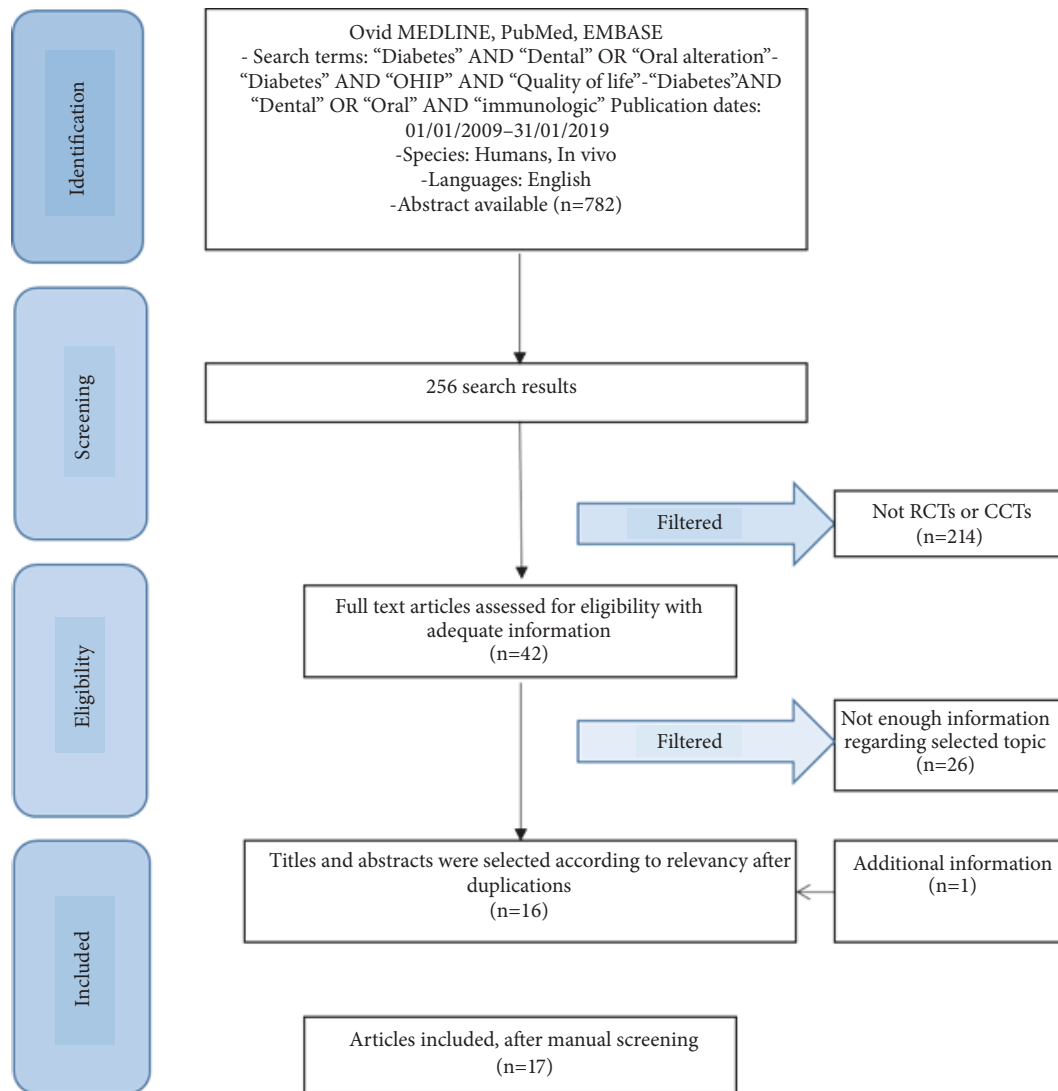 Identification
Ovid MEDLINE, PubMed, EMBASE
- Search terms: “Diabetes” AND “Dental” OR “Oral alteration”-
“Diabetes” AND “OHIP” AND “Quality of life”-“Diabetes”AND
“Dental” OR “Oral” AND “immunologic” Publication dates:
01/01/2009–31/01/2019
-Species: Humans, In vivo
-Languages: English
-Abstract available (n=782)
Screening
256 search results
Filtered
Not RCTs or CCTs
(n=214)
Eligibility
Full text articles assessed for eligibility with
adequate information
(n=42)
Filtered
Not enough information
regarding selected topic
(n=26)
Included
Titles and abstracts were selected according to relevancy after
duplications
(n=16)
Additional information
(n=1)
Articles included, after manual screening
(n=17)